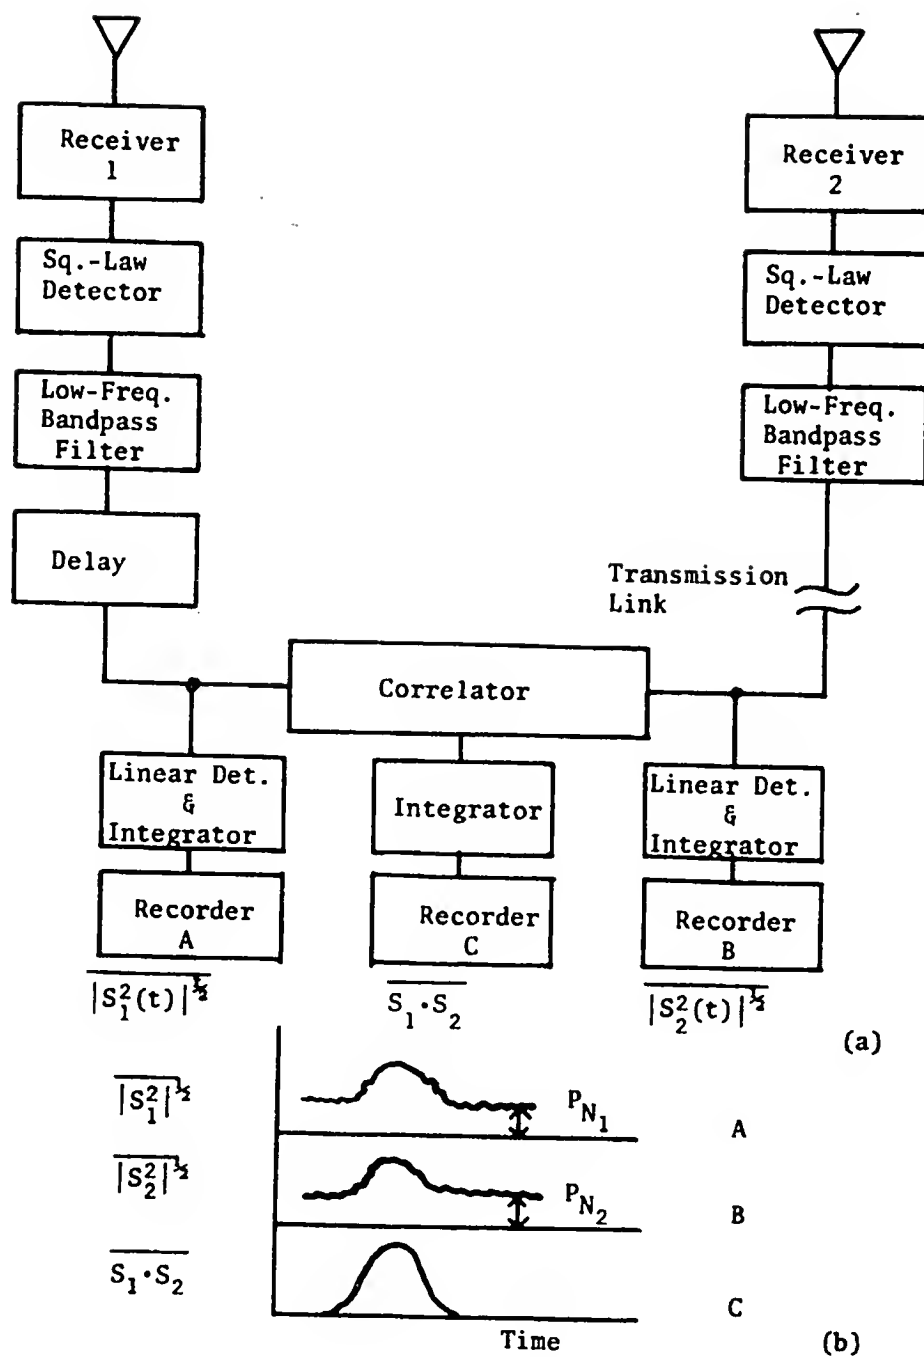 Receiver
1
Receiver
2
Sq.-Law
Detector
Sq.-Law
Detector
Low-Freq.
Bandpass
Filter
Low-Freq.
Bandpass
Filter
Delay
Transmission
Link
Correlator
Linear Det.
&
Integrator
Integrator
Linear Det.
&
Integrator
Recorder
A
Recorder
C
Recorder
B
|S₁²(t)|^½
S₁·S₂
|S₂²(t)|^½
(a)
|S₁²|^½
P_N₁
A
|S₂²|^½
P_N₂
B
S₁·S₂
C
Time
(b)